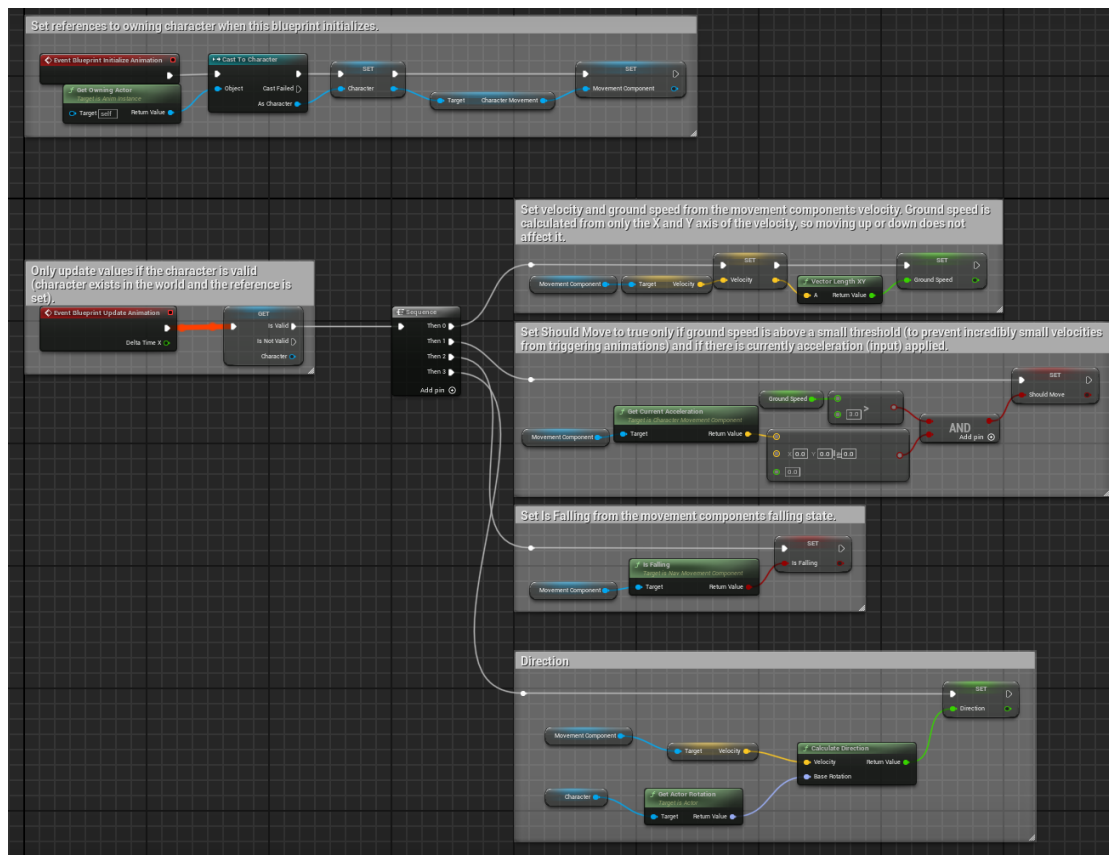 Set references to owning character when this blueprint initializes.
Event Blueprint Initialize Animation
Get Owning Actor
Target is Anim Instance
Target self Return Value
Cast To Character
Object Cast Failed
As Character
SET
Character
Target Character Movement
SET
Movement Component
Set velocity and ground speed from the movement components velocity. Ground speed is
calculated from only the X and Y axis of the velocity, so moving up or down does not
affect it.
Movement Component
Target Velocity
SET
Velocity
Vector Length XY
A Return Value
SET
Ground Speed
Only update values if the character is valid
(character exists in the world and the reference is
set).
Event Blueprint Update Animation
Delta Time X
GET
Is Valid
Is Not Valid
Character
Sequence
Then 0
Then 1
Then 2
Then 3
Add pin
Set Should Move to true only if ground speed is above a small threshold (to prevent incredibly small velocities
from triggering animations) and if there is currently acceleration (input) applied.
Movement Component
Get Current Acceleration
Target is Character Movement Component
Target Return Value
Ground Speed
3.0 >
X 0.0 Y 0.0 0.0
0.0
AND
Add pin
SET
Should Move
Set Is Falling from the movement components falling state.
Movement Component
Is Falling
Target is Nav Movement Component
Target Return Value
SET
Is Falling
Direction
Movement Component
Target Velocity
Character
Get Actor Rotation
Target is Actor
Target Return Value
Calculate Direction
Velocity Return Value
Base Rotation
SET
Direction